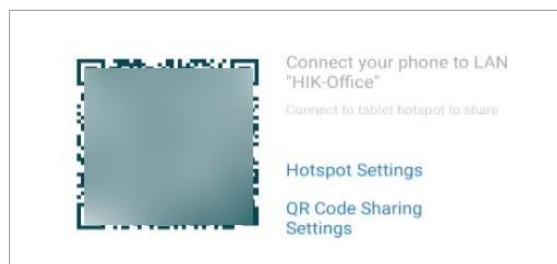 Connect your phone to LAN
"HIK-Office"
Connect to tablet hotspot to share
Hotspot Settings
QR Code Sharing
Settings